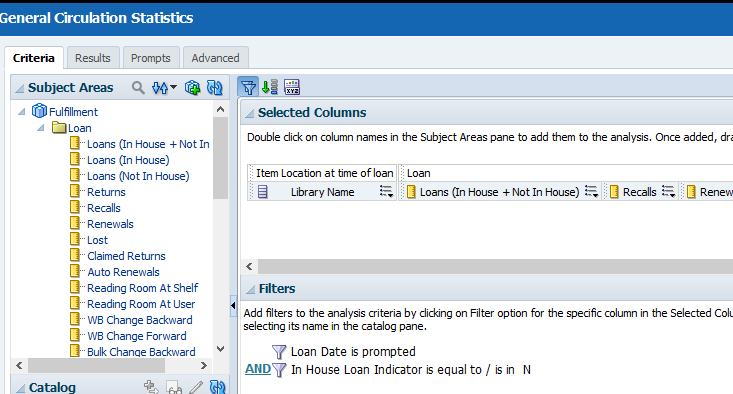 General Circulation Statistics
Criteria Results Prompts Advanced
Subject Areas
Fulfillment
Loan
Loans (In House + Not In
Loans (In House)
Loans (Not In House)
Returns
Recalls
Renewals
Lost
Claimed Returns
Auto Renewals
Reading Room At Shelf
Reading Room At User
WB Change Backward
WB Change Forward
Bulk Change Backward
Catalog
Selected Columns
Double click on column names in the Subject Areas pane to add them to the analysis. Once added, dra
Item Location at time of loan Loan
Library Name Loans (In House + Not In House) Recalls Renew
Filters
Add filters to the analysis criteria by clicking on Filter option for the specific column in the Selected Colu
selecting its name in the catalog pane.
Loan Date is prompted
AND In House Loan Indicator is equal to / is in N